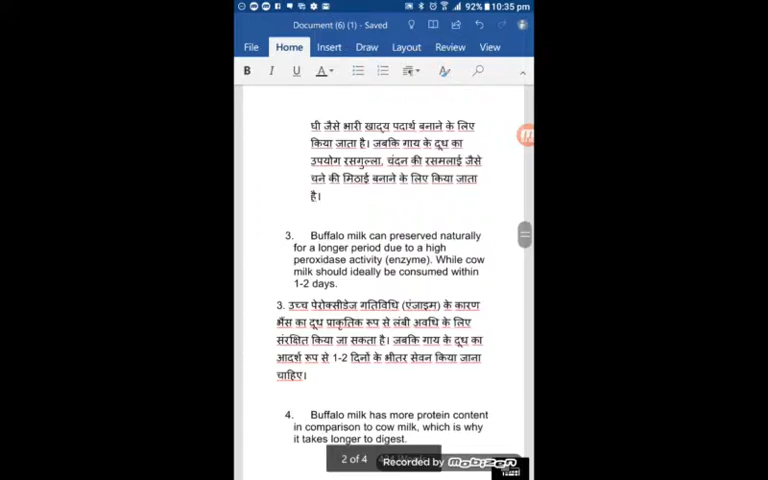 92% 10:35 pm
Document (6) (1) - Saved
File Home Insert Draw Layout Review View
B I U A
घी जैसे भारी खाद्य पदार्थ बनाने के लिए
किया जाता है। जबकि गाय के दूध का
उपयोग रसगुल्ला, चंदन की रसमलाई जैसे
चने की मिठाई बनाने के लिए किया जाता
है।
3. Buffalo milk can preserved naturally
for a longer period due to a high
peroxidase activity (enzyme). While cow
milk should ideally be consumed within
1-2 days.
3. उच्च पेरोक्सीडेज गतिविधि (एंजाइम) के कारण
भैंस का दूध प्राकृतिक रूप से लंबी अवधि के लिए
संरक्षित किया जा सकता है। जबकि गाय के दूध का
आदर्श रूप से 1-2 दिनों के भीतर सेवन किया जाना
चाहिए।
4. Buffalo milk has more protein content
in comparison to cow milk, which is why
it takes longer to digest.
2 of 4
Recorded by Mobizen